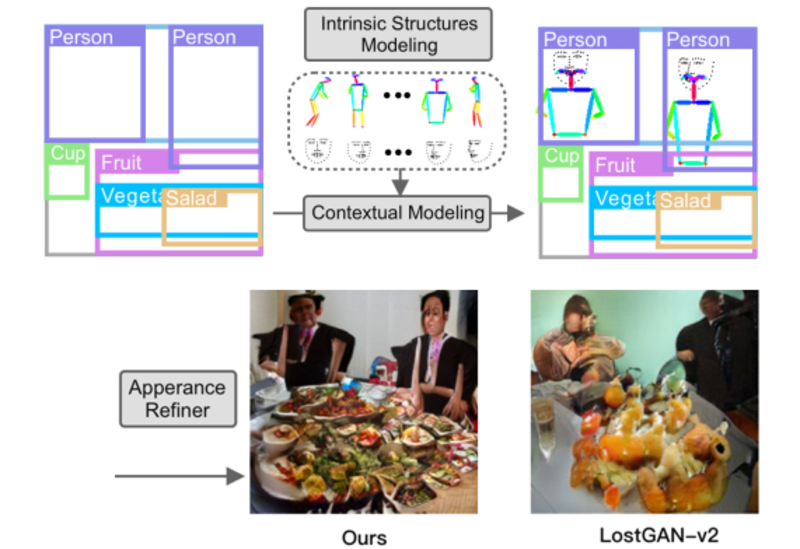 Person
Person
Cup
Fruit
Vegeta
Salad
Intrinsic Structures
Modeling
Contextual Modeling
Person
Person
Cup
Fruit
Vegeta
Salad
Apperance
Refiner
Ours
LostGAN-v2